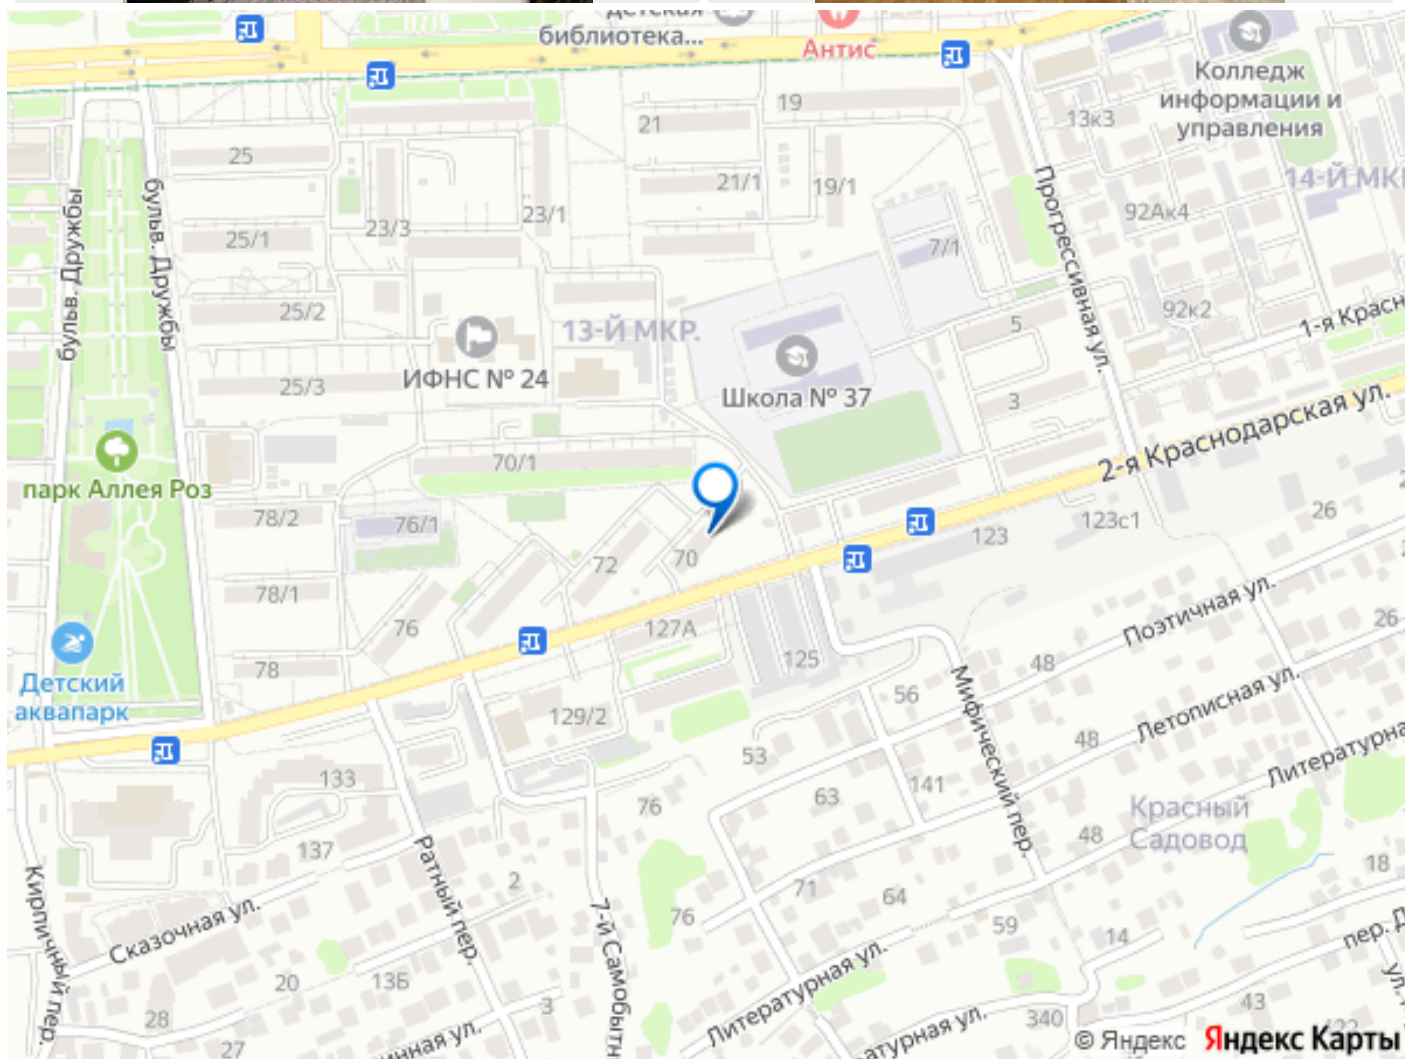 детская
библиотека...
Антис
Колледж
информации и
управления
19
13к3
21
25
14-Й МКР
21/1
19/1
бульв. Дружбы
бульв. Дружбы
Прогрессивная ул.
23/3
23/1
92Ак4
25/1
7/1
25/2
92к2
1-я Красн
13-Й МКР.
5
ИФНС № 24
25/3
Школа № 37
3
2-я Краснодарская ул.
70/1
парк Аллея Роз
78/2
76/1
123
123с1
26
70
72
78/1
76
127А
125
Поэтичная ул.
26
78
48
Детский
аквапарк
129/2
56
Мифический пер.
Летописная ул.
48
53
133
141
63
Литературна
76
Красный
Садовод
48
137
Ратный пер.
2
71
64
18
Кирпичный пер.
Сказочная ул.
7-й Самобытн
76
59
14
пер. Д
20
13Б
Литературная ул.
ул.
28
3
43
27
инная ул.
атурная ул.
340
122
© Яндекс Яндекс Карты